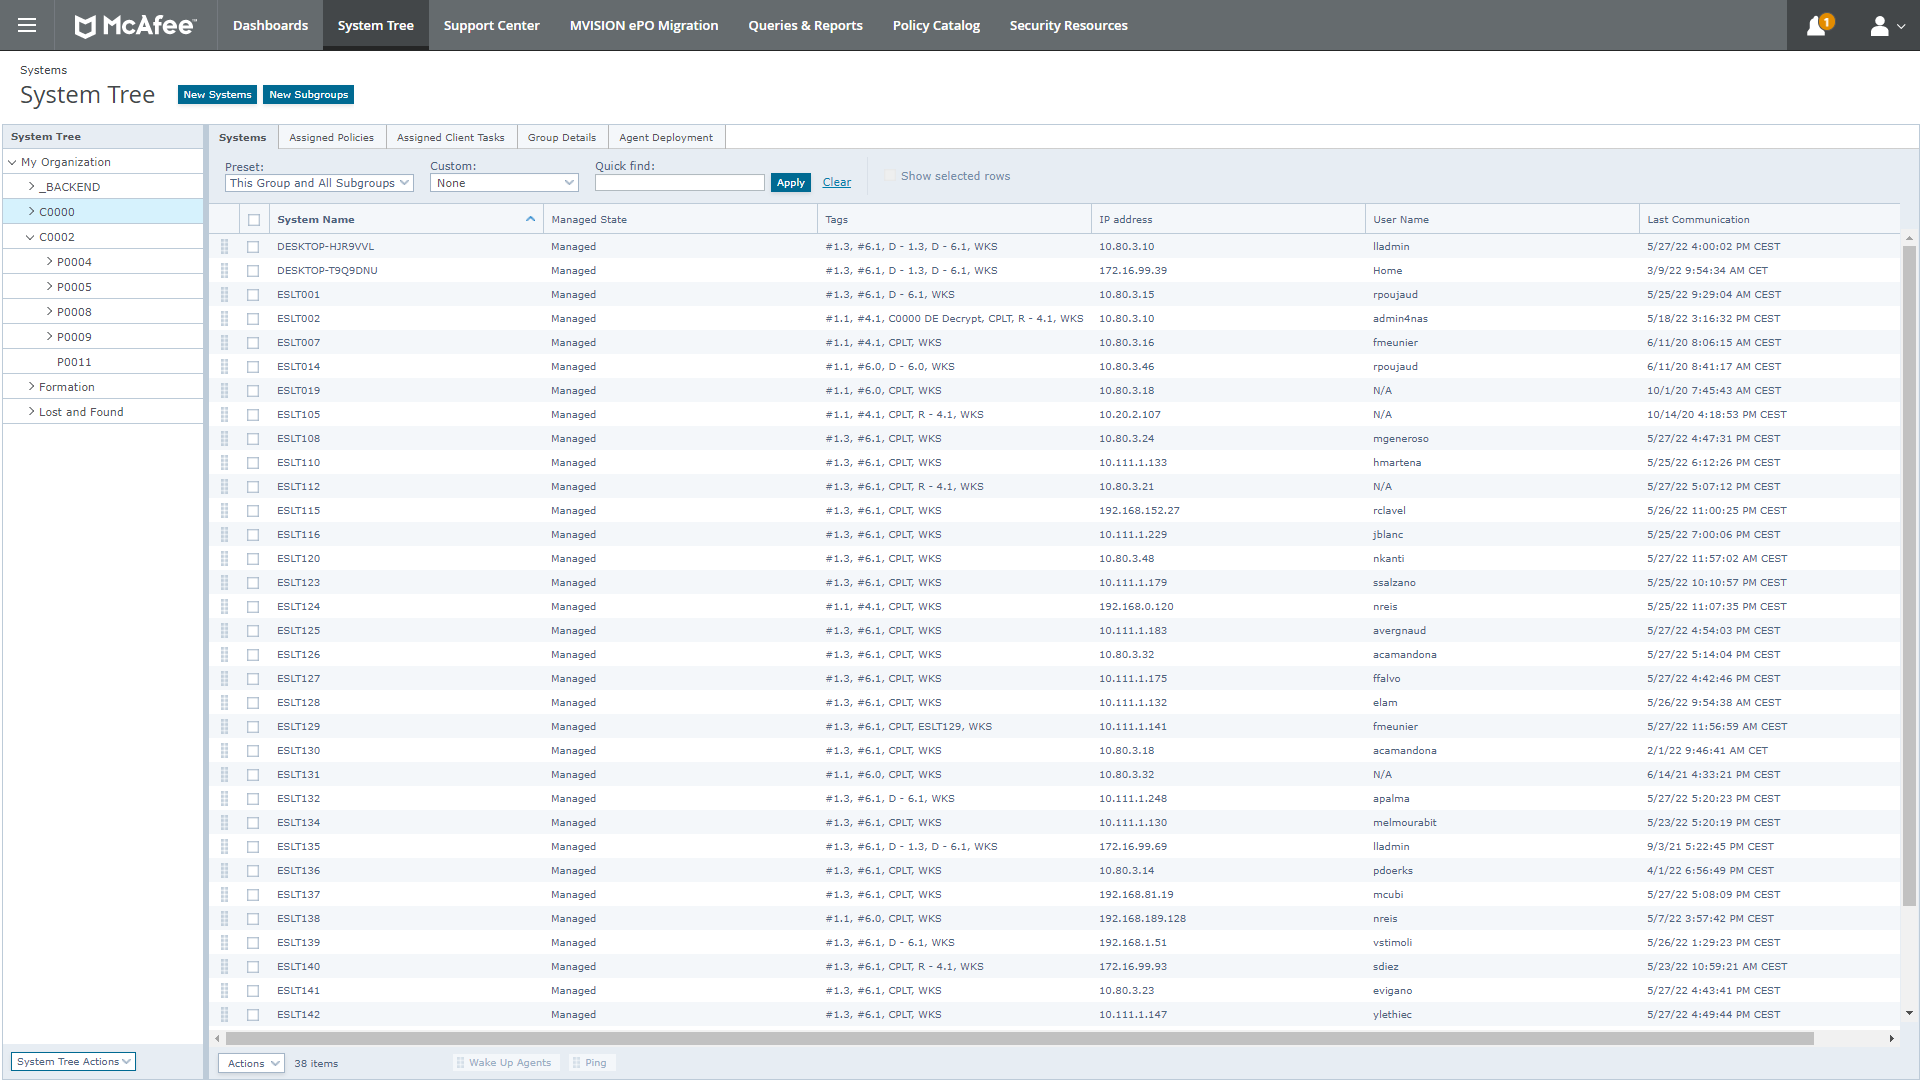 McAfee™ Dashboards System Tree Support Center MVISION ePO Migration Queries & Reports Policy Catalog Security Resources 1
Systems
System Tree New Systems New Subgroups
System Tree
My Organization
_BACKEND
C0000
C0002
P0004
P0005
P0008
P0009
P0011
Formation
Lost and Found
System Tree Actions
Systems Assigned Policies Assigned Client Tasks Group Details Agent Deployment
Preset: Custom: Quick find:
This Group and All Subgroups None Apply Clear Show selected rows
System Name Managed State Tags IP address User Name Last Communication
DESKTOP-HJR9VVL Managed #1.3, #6.1, D - 1.3, D - 6.1, WKS 10.80.3.10 lladmin 5/27/22 4:00:02 PM CEST
DESKTOP-T9Q9DNU Managed #1.3, #6.1, D - 1.3, D - 6.1, WKS 172.16.99.39 Home 3/9/22 9:54:34 AM CET
ESLT001 Managed #1.3, #6.1, D - 6.1, WKS 10.80.3.15 rpoujaud 5/25/22 9:29:04 AM CEST
ESLT002 Managed #1.1, #4.1, C0000 DE Decrypt, CPLT, R - 4.1, WKS 10.80.3.10 admin4nas 5/18/22 3:16:32 PM CEST
ESLT007 Managed #1.1, #4.1, CPLT, WKS 10.80.3.16 fmeunier 6/11/20 8:06:15 AM CEST
ESLT014 Managed #1.1, #6.0, D - 6.0, WKS 10.80.3.46 rpoujaud 6/11/20 8:41:17 AM CEST
ESLT019 Managed #1.1, #6.0, CPLT, WKS 10.80.3.18 N/A 10/1/20 7:45:43 AM CEST
ESLT105 Managed #1.1, #4.1, CPLT, R - 4.1, WKS 10.20.2.107 N/A 10/14/20 4:18:53 PM CEST
ESLT108 Managed #1.3, #6.1, CPLT, WKS 10.80.3.24 mgeneroso 5/27/22 4:47:31 PM CEST
ESLT110 Managed #1.3, #6.1, CPLT, WKS 10.111.1.133 hmartena 5/25/22 6:12:26 PM CEST
ESLT112 Managed #1.3, #6.1, CPLT, R - 4.1, WKS 10.80.3.21 N/A 5/27/22 5:07:12 PM CEST
ESLT115 Managed #1.3, #6.1, CPLT, WKS 192.168.152.27 rclavel 5/26/22 11:00:25 PM CEST
ESLT116 Managed #1.3, #6.1, CPLT, WKS 10.111.1.229 jblanc 5/25/22 7:00:06 PM CEST
ESLT120 Managed #1.3, #6.1, CPLT, WKS 10.80.3.48 nkanti 5/27/22 11:57:02 AM CEST
ESLT123 Managed #1.3, #6.1, CPLT, WKS 10.111.1.179 ssalzano 5/25/22 10:10:57 PM CEST
ESLT124 Managed #1.1, #4.1, CPLT, WKS 192.168.0.120 nreis 5/25/22 11:07:35 PM CEST
ESLT125 Managed #1.3, #6.1, CPLT, WKS 10.111.1.183 avergnaud 5/27/22 4:54:03 PM CEST
ESLT126 Managed #1.3, #6.1, CPLT, WKS 10.80.3.32 acamandona 5/27/22 5:14:04 PM CEST
ESLT127 Managed #1.3, #6.1, CPLT, WKS 10.111.1.175 ffalvo 5/27/22 4:42:46 PM CEST
ESLT128 Managed #1.3, #6.1, CPLT, WKS 10.111.1.132 elam 5/26/22 9:54:38 AM CEST
ESLT129 Managed #1.3, #6.1, CPLT, ESLT129, WKS 10.111.1.141 fmeunier 5/27/22 11:56:59 AM CEST
ESLT130 Managed #1.3, #6.1, CPLT, WKS 10.80.3.18 acamandona 2/1/22 9:46:41 AM CET
ESLT131 Managed #1.1, #6.0, CPLT, WKS 10.80.3.32 N/A 6/14/21 4:33:21 PM CEST
ESLT132 Managed #1.3, #6.1, D - 6.1, WKS 10.111.1.248 apalma 5/27/22 5:20:23 PM CEST
ESLT134 Managed #1.3, #6.1, CPLT, WKS 10.111.1.130 melmourabit 5/23/22 5:20:19 PM CEST
ESLT135 Managed #1.3, #6.1, D - 1.3, D - 6.1, WKS 172.16.99.69 lladmin 9/3/21 5:22:45 PM CEST
ESLT136 Managed #1.3, #6.1, CPLT, WKS 10.80.3.14 pdoerks 4/1/22 6:56:49 PM CEST
ESLT137 Managed #1.3, #6.1, CPLT, WKS 192.168.81.19 mcubi 5/27/22 5:08:09 PM CEST
ESLT138 Managed #1.1, #6.0, CPLT, WKS 192.168.189.128 nreis 5/7/22 3:57:42 PM CEST
ESLT139 Managed #1.3, #6.1, D - 6.1, WKS 192.168.1.51 vstimoli 5/26/22 1:29:23 PM CEST
ESLT140 Managed #1.3, #6.1, CPLT, R - 4.1, WKS 172.16.99.93 sdiez 5/23/22 10:59:21 AM CEST
ESLT141 Managed #1.3, #6.1, CPLT, WKS 10.80.3.23 evigano 5/27/22 4:43:41 PM CEST
ESLT142 Managed #1.3, #6.1, CPLT, WKS 10.111.1.147 ylethiec 5/27/22 4:49:44 PM CEST
Actions 38 items Wake Up Agents Ping